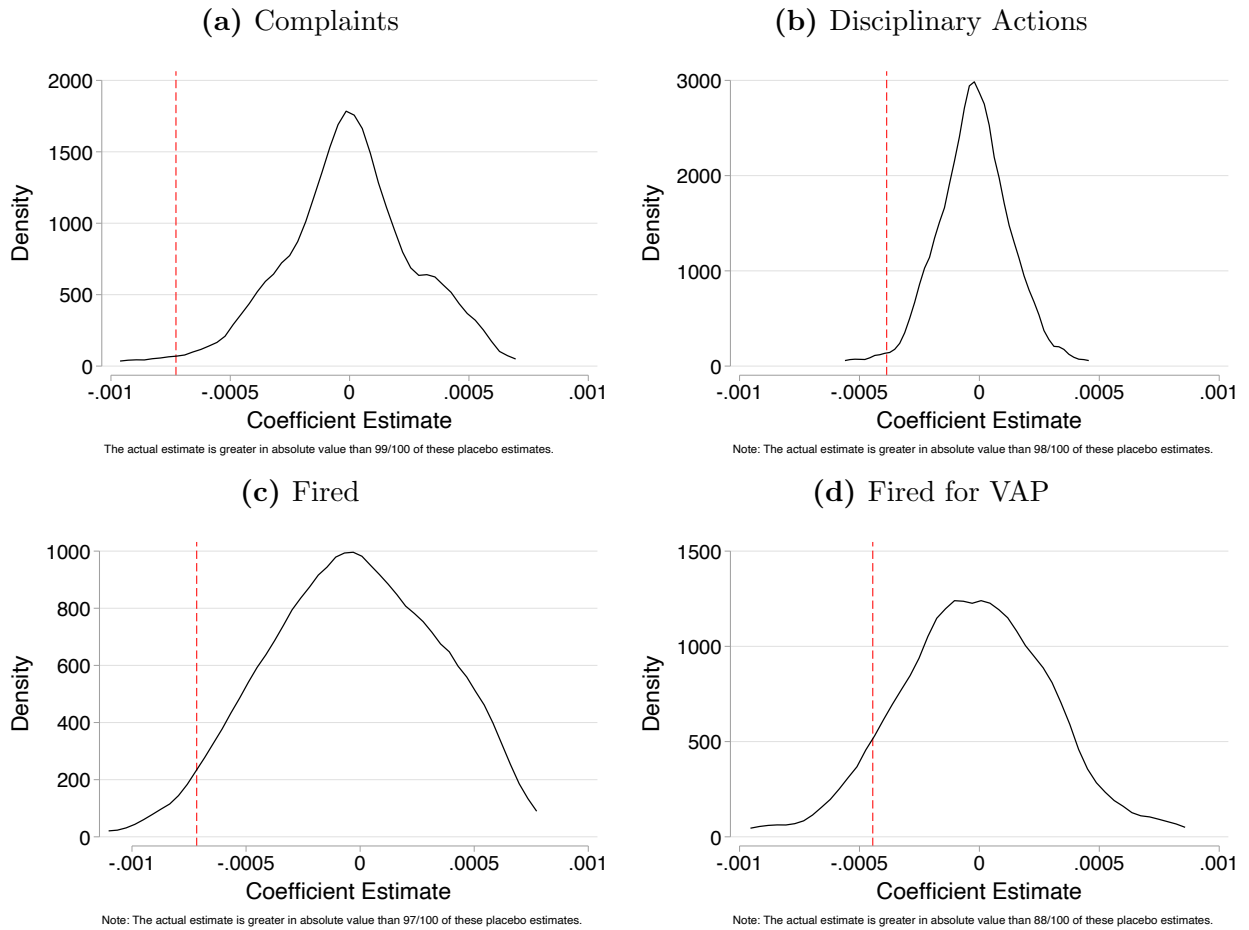 (a) Complaints
2000
1500
1000
500
0
Density
-.001 -.0005 0 .0005 .001
Coefficient Estimate
The actual estimate is greater in absolute value than 99/100 of these placebo estimates.
(b) Disciplinary Actions
3000
2000
1000
0
Density
-.001 -.0005 0 .0005 .001
Coefficient Estimate
Note: The actual estimate is greater in absolute value than 98/100 of these placebo estimates.
(c) Fired
1000
800
600
400
200
0
Density
-.001 -.0005 0 .0005 .001
Coefficient Estimate
Note: The actual estimate is greater in absolute value than 97/100 of these placebo estimates.
(d) Fired for VAP
1500
1000
500
0
Density
-.001 -.0005 0 .0005 .001
Coefficient Estimate
Note: The actual estimate is greater in absolute value than 88/100 of these placebo estimates.